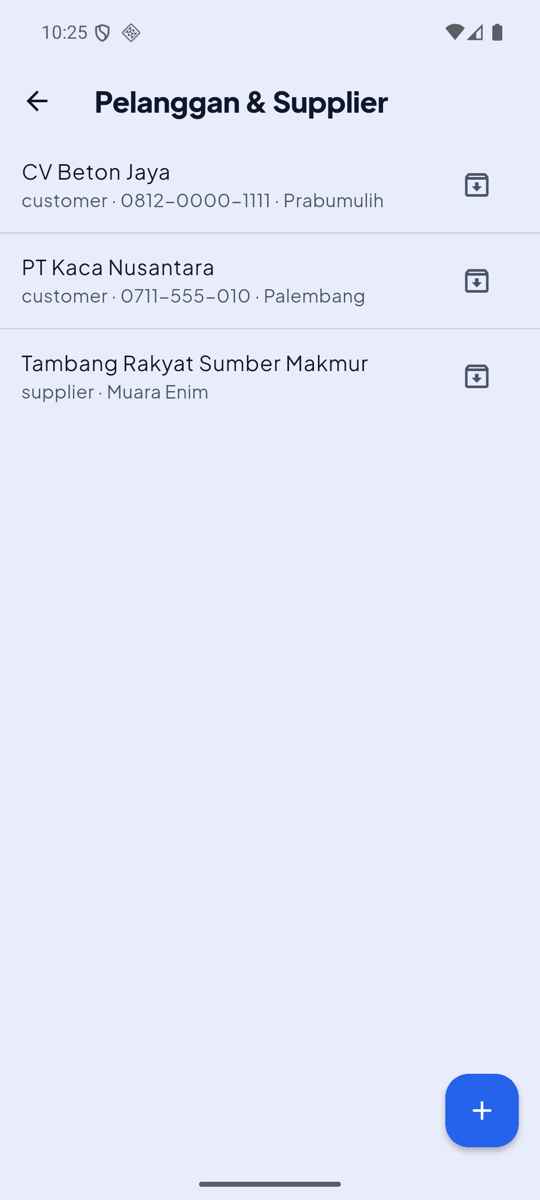 10:25
Pelanggan & Supplier
CV Beton Jaya
customer · 0812-0000-1111 · Prabumulih
PT Kaca Nusantara
customer · 0711-555-010 · Palembang
Tambang Rakyat Sumber Makmur
supplier · Muara Enim